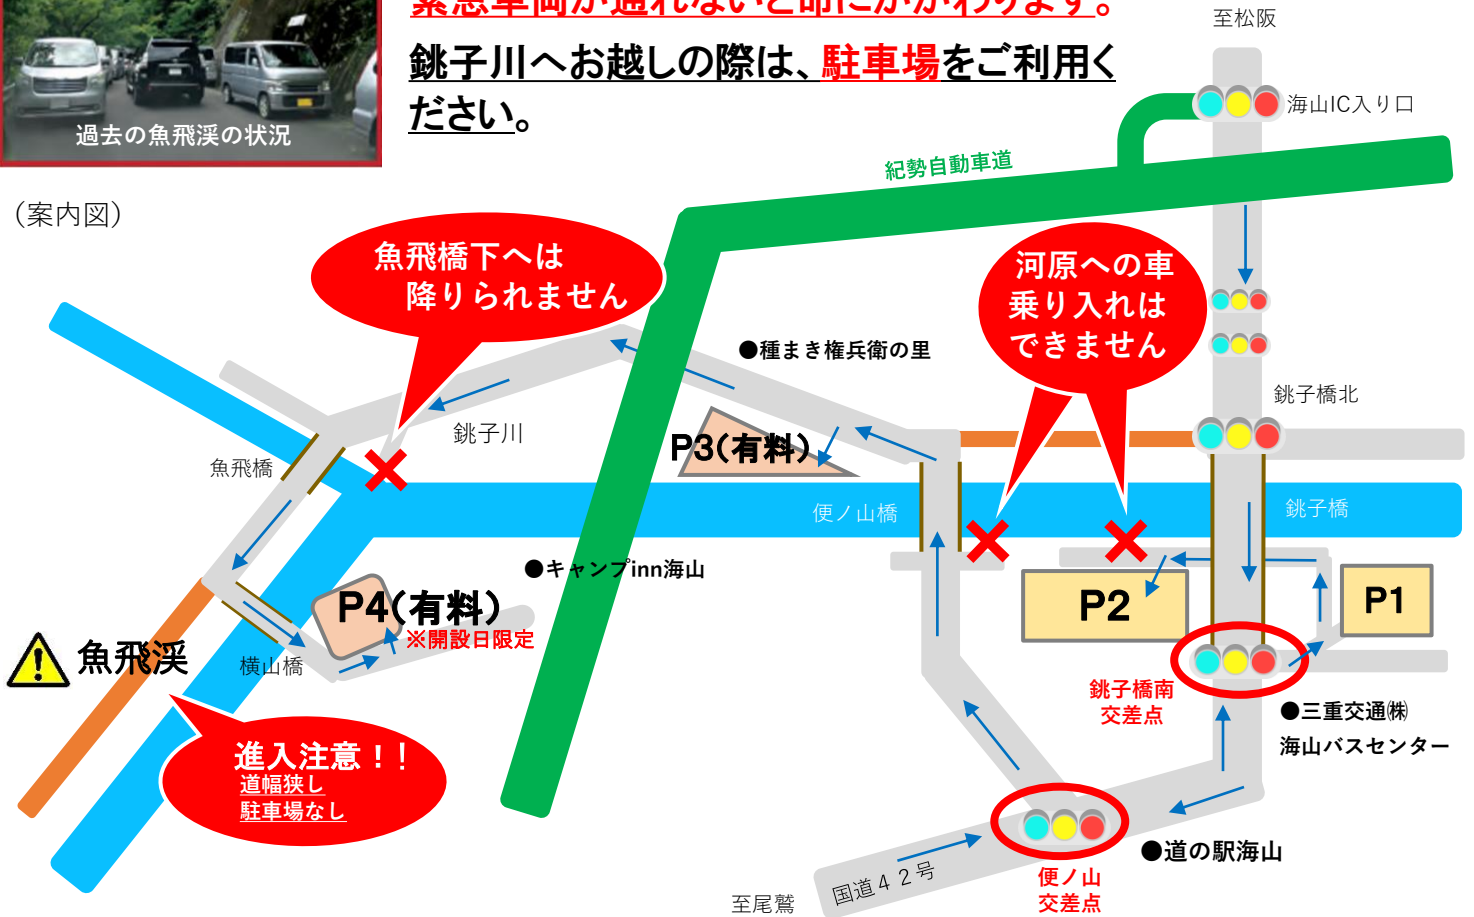 緊急車両が通れないと命にかかわります。
銚子川へお越しの際は、駐車場をご利用く
ださい。
過去の魚飛渓の状況
(案内図)
至松阪
海山IC入り口
紀勢自動車道
魚飛橋下へは
降りられません
河原への車
乗り入れは
できません
●種まき権兵衛の里
銚子橋北
銚子川
P3(有料)
魚飛橋
便ノ山橋
銚子橋
●キャンプinn海山
P4(有料)
※開設日限定
P2
P1
魚飛渓
横山橋
銚子橋南
交差点
●三重交通㈱
海山バスセンター
進入注意！！
道幅狭し
駐車場なし
●道の駅海山
国道４２号
便ノ山
交差点
至尾鷲